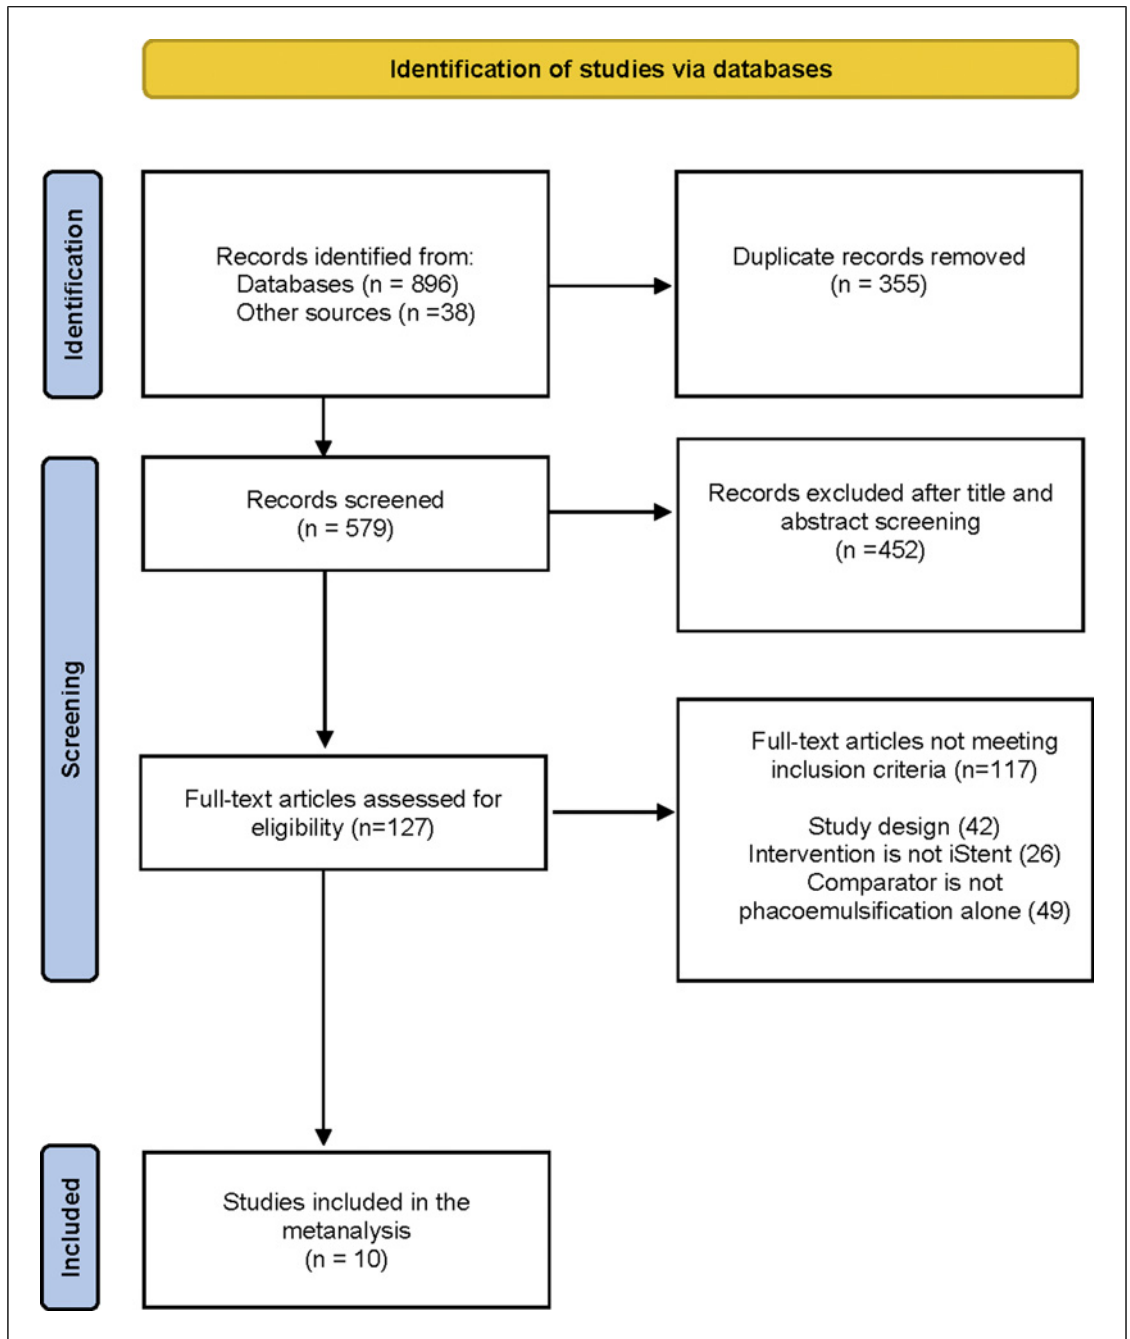 Identification of studies via databases
Identification
Records identified from:
Databases (n = 896)
Other sources (n =38)
Duplicate records removed
(n = 355)
Screening
Records screened
(n = 579)
Records excluded after title and
abstract screening
(n =452)
Full-text articles assessed for
eligibility (n=127)
Full-text articles not meeting
inclusion criteria (n=117)
Study design (42)
Intervention is not iStent (26)
Comparator is not
phacoemulsification alone (49)
Included
Studies included in the
metanalysis
(n = 10)